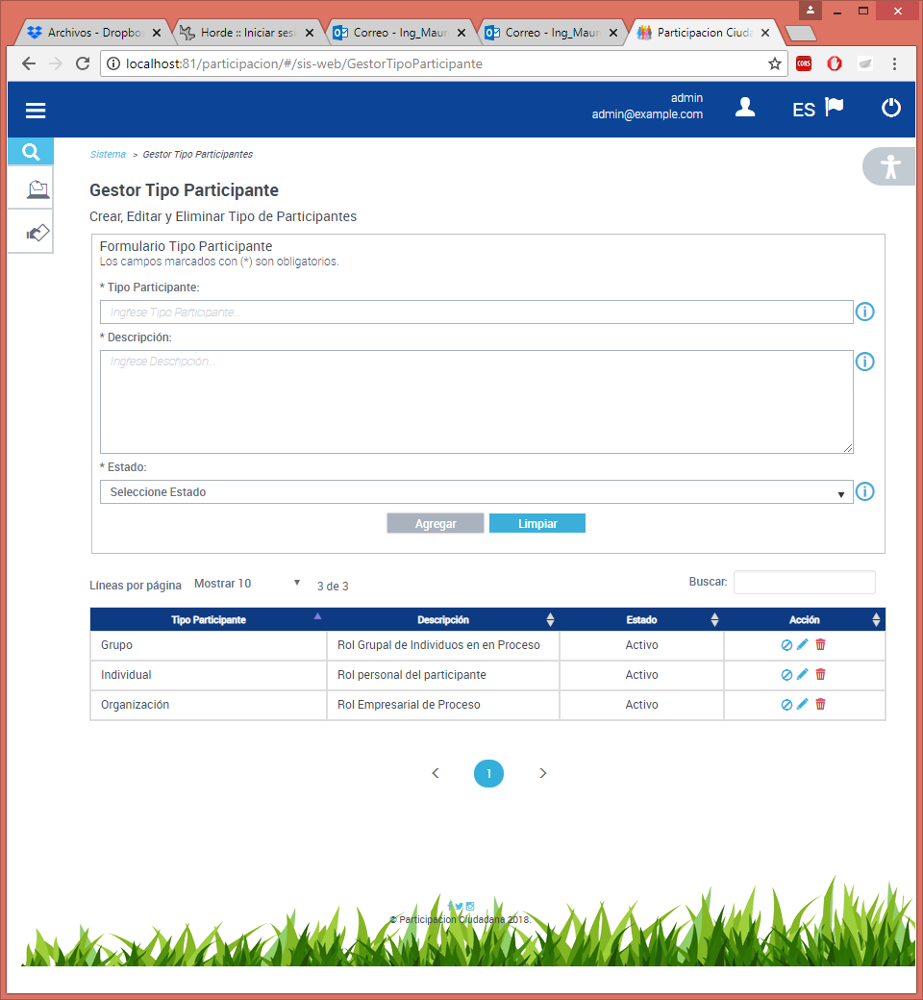 Archivos - Dropbo
Horde :: Iniciar sesi
Correo - Ing_Maur
Correo - Ing_Maur
Participacion Ciuda
localhost:81/participacion/#/sis-web/GestorTipoParticipante
CORS
admin
admin@example.com
ES
Sistema > Gestor Tipo Participantes
Gestor Tipo Participante
Crear, Editar y Eliminar Tipo de Participantes
Formulario Tipo Participante
Los campos marcados con (*) son obligatorios.
* Tipo Participante:
Ingrese Tipo Participante...
* Descripción:
Ingrese Descripción...
* Estado:
Seleccione Estado
Agregar Limpiar
Líneas por página Mostrar 10 3 de 3 Buscar:
Tipo Participante Descripción Estado Acción
Grupo Rol Grupal de Individuos en en Proceso Activo
Individual Rol personal del participante Activo
Organización Rol Empresarial de Proceso Activo
< 1 >
© Participacion Ciudadana 2018.